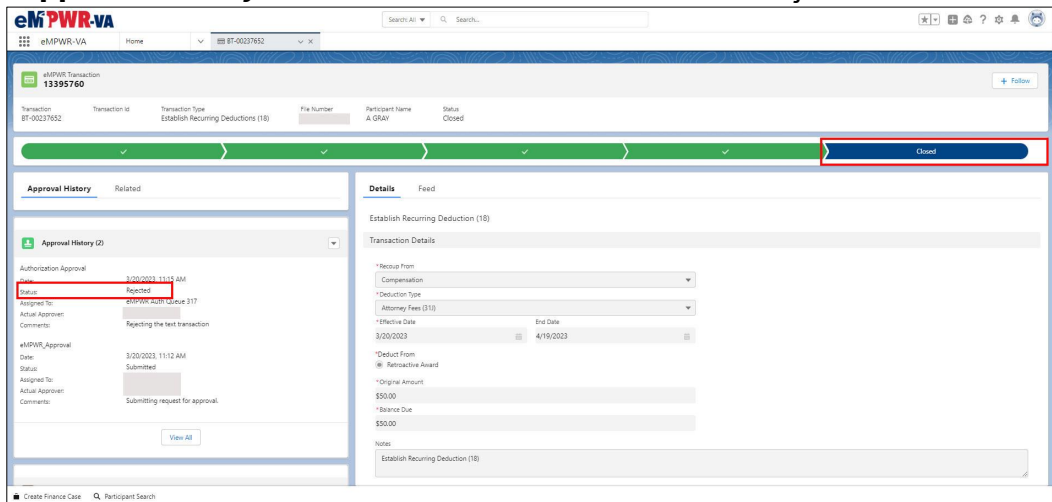 eMPWR-VA
Search: All
Search...
eMPWR-VA
Home
BT-00237652
eMPWR Transaction
13395760
+ Follow
Transaction
Transaction Id
Transaction Type
File Number
Participant Name
Status
BT-00237652
Establish Recurring Deductions (18)
A GRAY
Closed
Closed
Approval History
Related
Approval History (2)
Authorization Approval
Date:
3/20/2023, 11:15 AM
Status:
Rejected
Assigned To:
eMPWR Auth Queue 317
Actual Approver:
Comments:
Rejecting the text transaction
eMPWR_Approval
Date:
3/20/2023, 11:12 AM
Status:
Submitted
Assigned To:
Actual Approver:
Comments:
Submitting request for approval.
View All
Details
Feed
Establish Recurring Deduction (18)
Transaction Details
*Recoup From
Compensation
*Deduction Type
Attorney Fees (31J)
*Effective Date
End Date
3/20/2023
4/19/2023
*Deduct From
Retroactive Award
*Original Amount
$50.00
*Balance Due
$50.00
Notes
Establish Recurring Deduction (18)
Create Finance Case
Participant Search